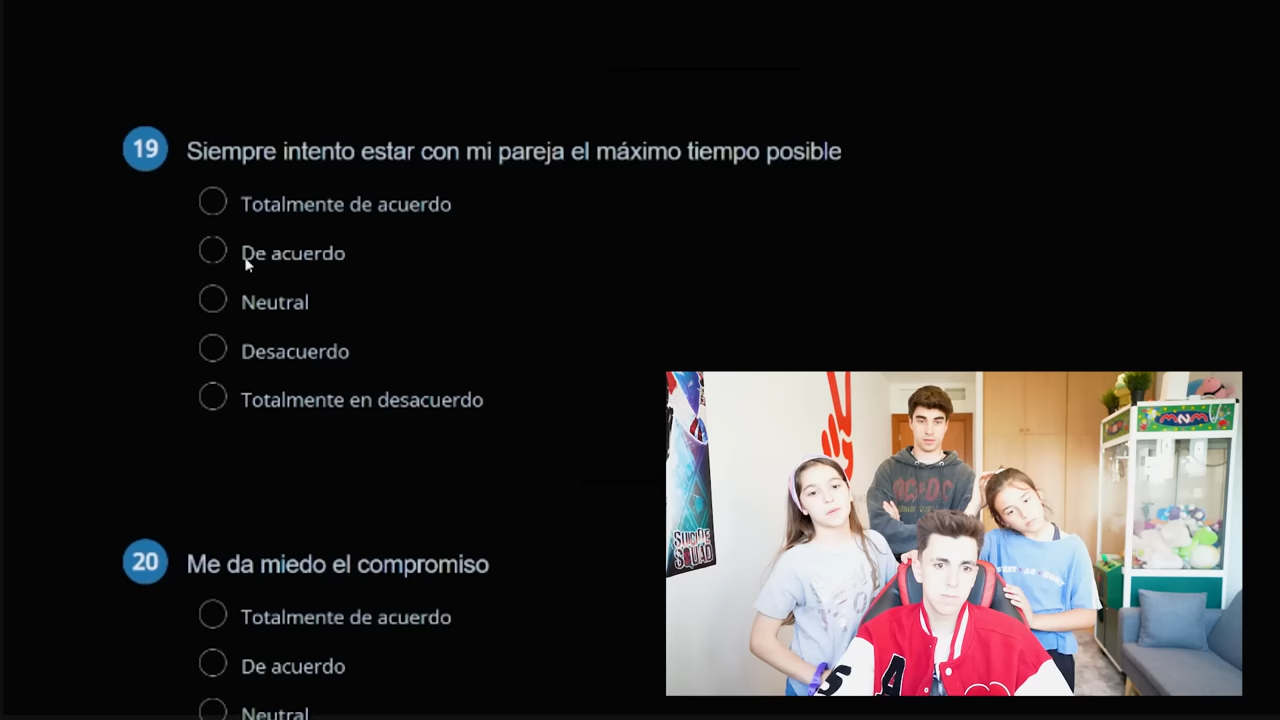 19
Siempre intento estar con mi pareja el máximo tiempo posible
Totalmente de acuerdo
De acuerdo
Neutral
Desacuerdo
Totalmente en desacuerdo
20
Me da miedo el compromiso
Totalmente de acuerdo
De acuerdo
Neutral
SUICIDE
SQUAD
AC DC
MNM
S
A